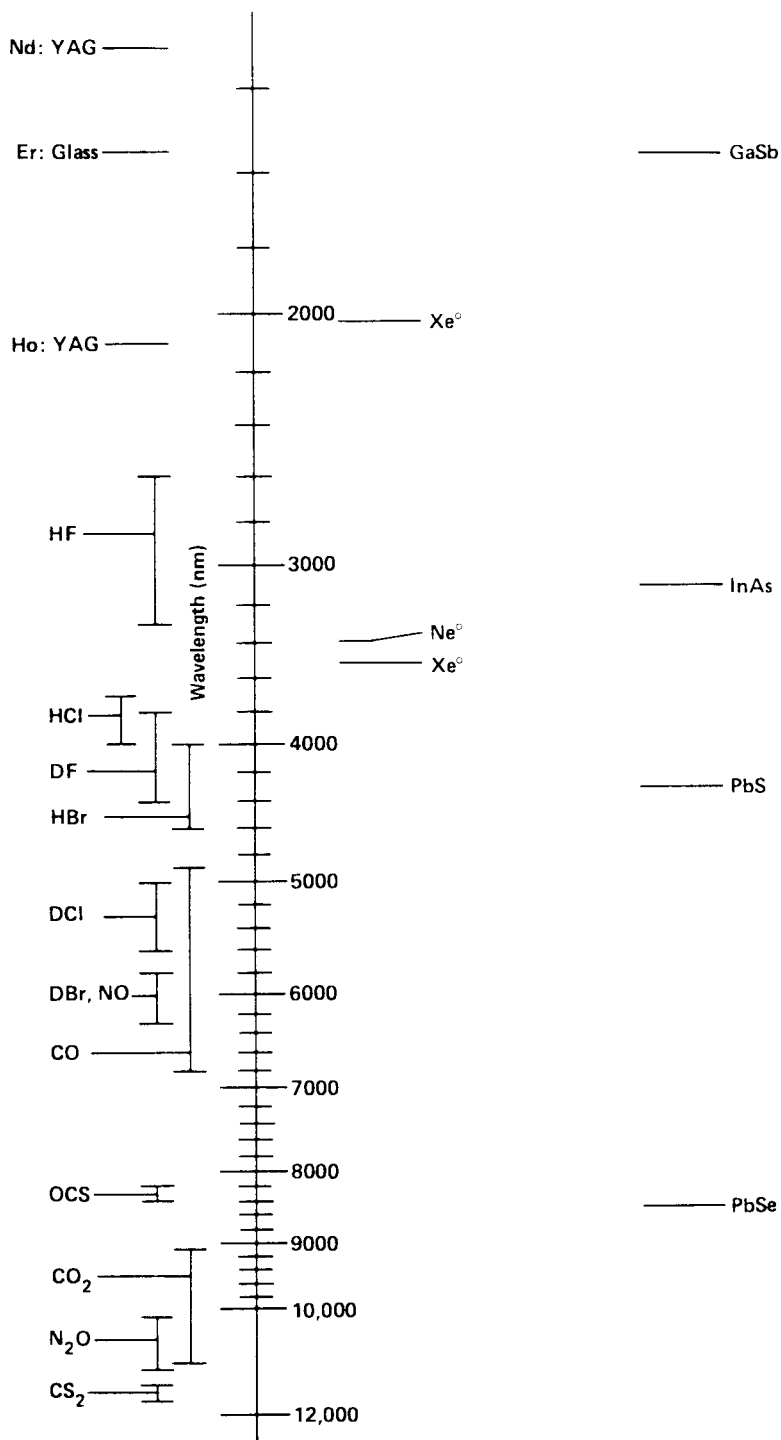 Nd: YAG
Er: Glass
GaSb
2000
Xe°
Ho: YAG
HF
Wavelength (nm)
3000
InAs
Ne°
Xe°
HCl
4000
DF
PbS
HBr
5000
DCl
DBr, NO
6000
CO
7000
8000
OCS
PbSe
9000
CO₂
10,000
N₂O
CS₂
12,000